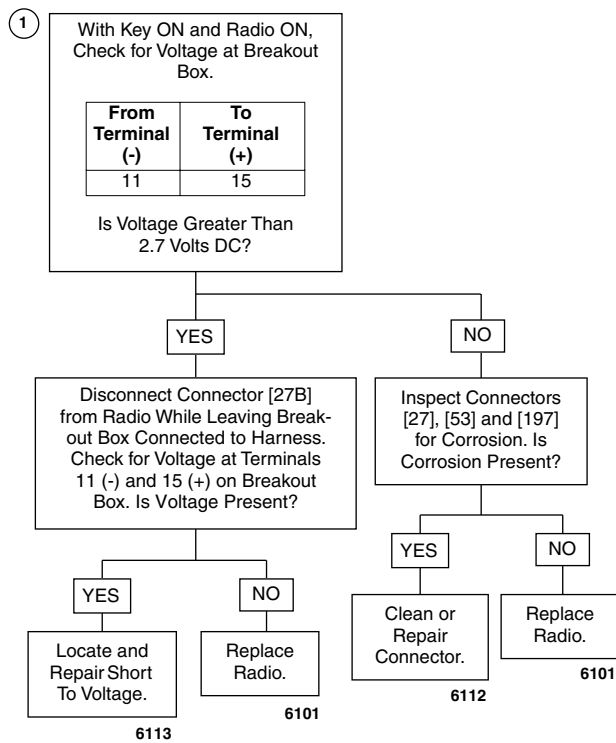 1
With Key ON and Radio ON,
Check for Voltage at Breakout
Box.
From
Terminal
(-)
To
Terminal
(+)
11
15
Is Voltage Greater Than
2.7 Volts DC?
YES
NO
Disconnect Connector [27B]
from Radio While Leaving Break-
out Box Connected to Harness.
Check for Voltage at Terminals
11 (-) and 15 (+) on Breakout
Box. Is Voltage Present?
Inspect Connectors
[27], [53] and [197]
for Corrosion. Is
Corrosion Present?
YES
NO
YES
NO
Locate and
Repair Short
To Voltage.
6113
Replace
Radio.
6101
Clean or
Repair
Connector.
6112
Replace
Radio.
6101